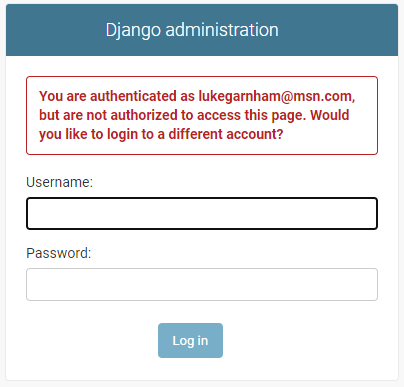 Django administration
You are authenticated as lukegarnham@msn.com,
but are not authorized to access this page. Would
you like to login to a different account?
Username:
Password:
Log in